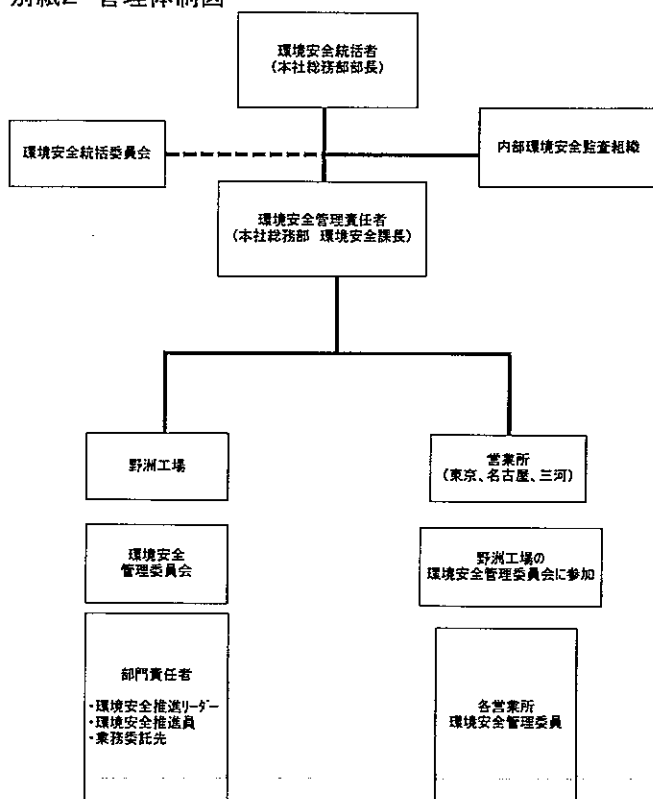 別紙2 管理体制図
環境安全統括者
(本社総務部部長)
環境安全統括委員会
内部環境安全監査組織
環境安全管理責任者
(本社総務部 環境安全課長)
野洲工場
営業所
(東京、名古屋、三河)
環境安全
管理委員会
野洲工場の
環境安全管理委員会に参加
部門責任者
・環境安全推進リーダー
・環境安全推進員
・業務委託先
各営業所
環境安全管理委員